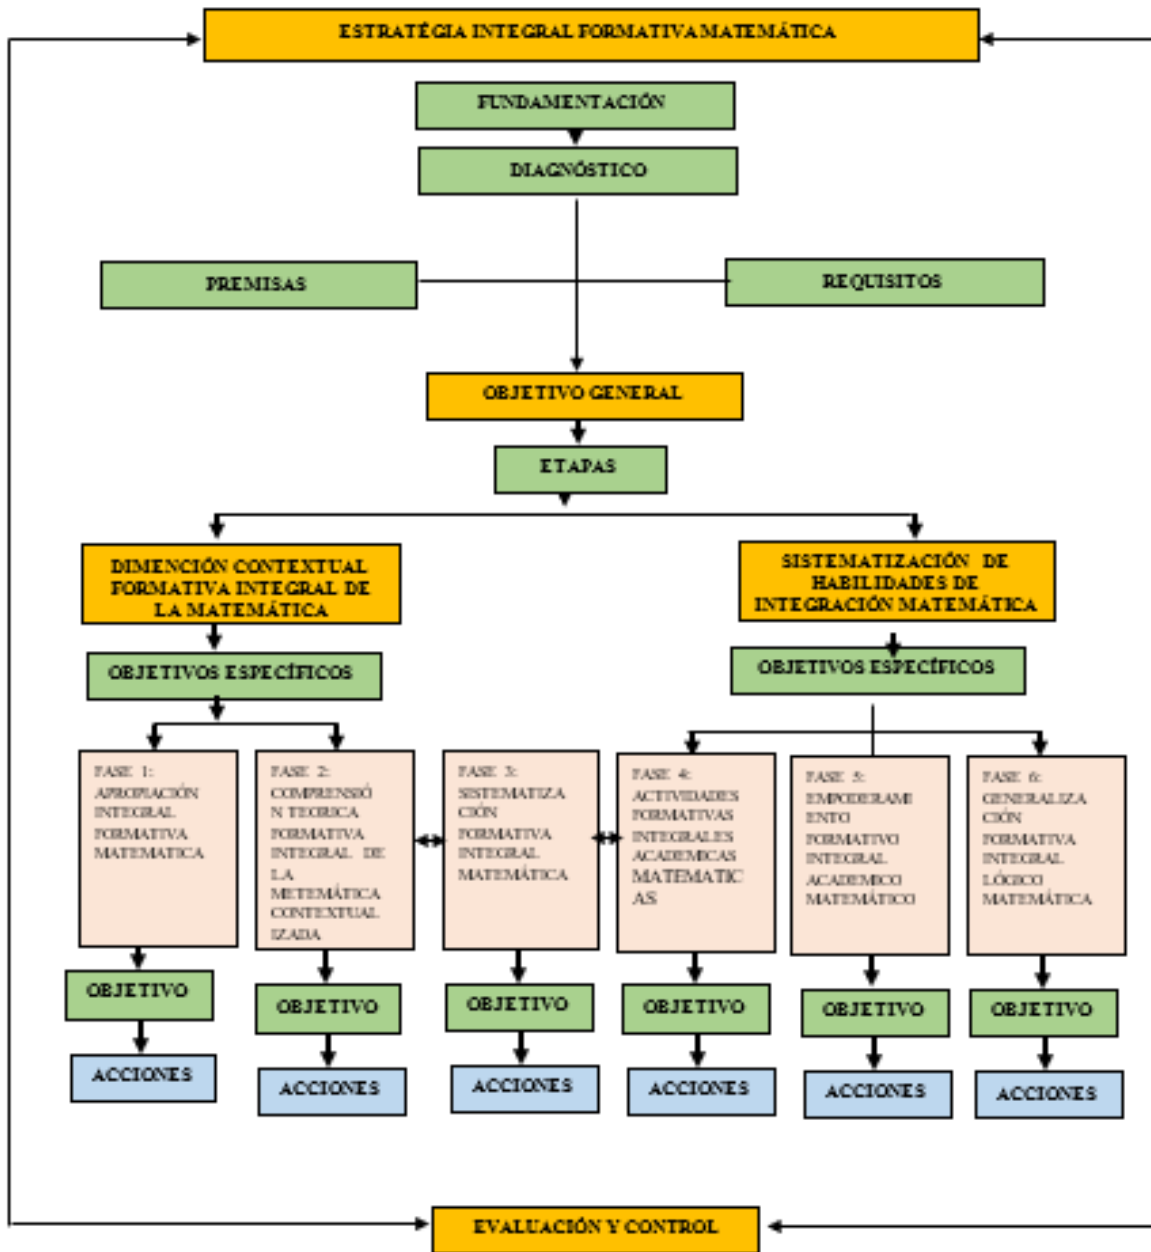 ESTRATÉGIA INTEGRAL FORMATIVA MATEMÁTICA
FUNDAMENTACIÓN
DIAGNÓSTICO
PREMISAS
REQUISITOS
OBJETIVO GENERAL
ETAPAS
DIMENCIÓN CONTEXTUAL
FORMATIVA INTEGRAL DE
LA MATEMÁTICA
SISTEMATIZACIÓN DE
HABILIDADES DE
INTEGRACIÓN MATEMÁTICA
OBJETIVOS ESPECÍFICOS
OBJETIVOS ESPECÍFICOS
FASE 1:
APROPIACIÓN
INTEGRAL
FORMATIVA
MATEMATICA
FASE 2:
COMPRENSIÓ
N TEORICA
FORMATIVA
INTEGRAL DE
LA
METEMÁTICA
CONTEXTUAL
IZADA
FASE 3:
SISTEMATIZA
CIÓN
FORMATIVA
INTEGRAL
MATEMÁTICA
FASE 4:
ACTIVIDADES
FORMATIVAS
INTEGRALES
ACADEMICAS
MATEMATIC
AS
FASE 5:
EMPODERAMI
ENTO
FORMATIVO
INTEGRAL
ACADEMICO
MATEMÁTICO
FASE 6:
GENERALIZA
CIÓN
FORMATIVA
INTEGRAL
LÓGICO
MATEMÁTICA
OBJETIVO
OBJETIVO
OBJETIVO
OBJETIVO
OBJETIVO
OBJETIVO
ACCIONES
ACCIONES
ACCIONES
ACCIONES
ACCIONES
ACCIONES
EVALUACIÓN Y CONTROL